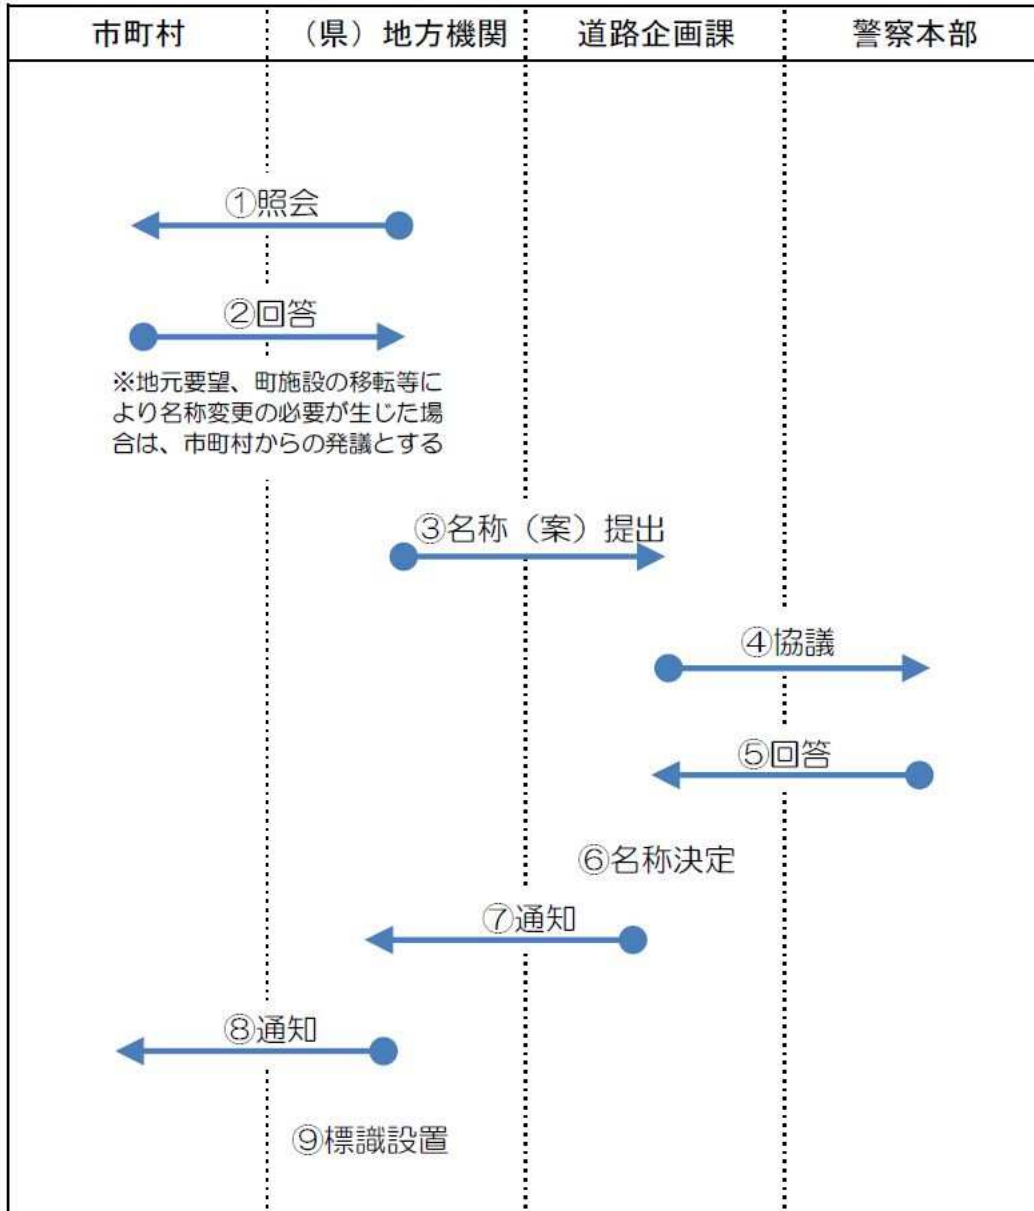 市町村 (県)地方機関 道路企画課 警察本部
①照会
②回答
※地元要望、町施設の移転等に
より名称変更の必要が生じた場
合は、市町村からの発議とする
③名称(案)提出
④協議
⑤回答
⑥名称決定
⑦通知
⑧通知
⑨標識設置